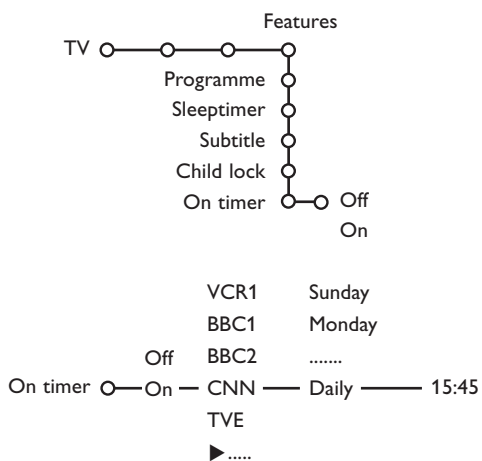 Features
TV
Programme
Sleeptimer
Subtitle
Child lock
On timer Off
On
VCR1 Sunday
BBC1 Monday
Off BBC2 .......
On timer On CNN Daily 15:45
TVE
▶.....